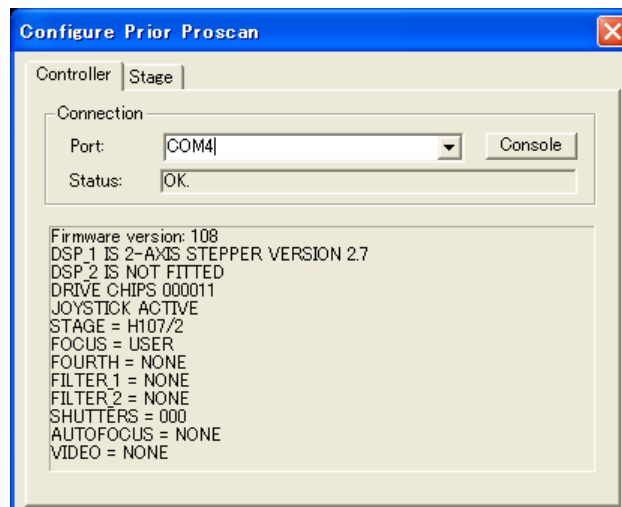 Configure Prior Proscan
Controller Stage
Connection
Port: COM4 Console
Status: OK.
Firmware version: 108
DSP_1 IS 2-AXIS STEPPER VERSION 2.7
DSP_2 IS NOT FITTED
DRIVE CHIPS 000011
JOYSTICK ACTIVE
STAGE = H107/2
FOCUS = USER
FOURTH = NONE
FILTER_1 = NONE
FILTER_2 = NONE
SHUTTERS = 000
AUTOFOCUS = NONE
VIDEO = NONE